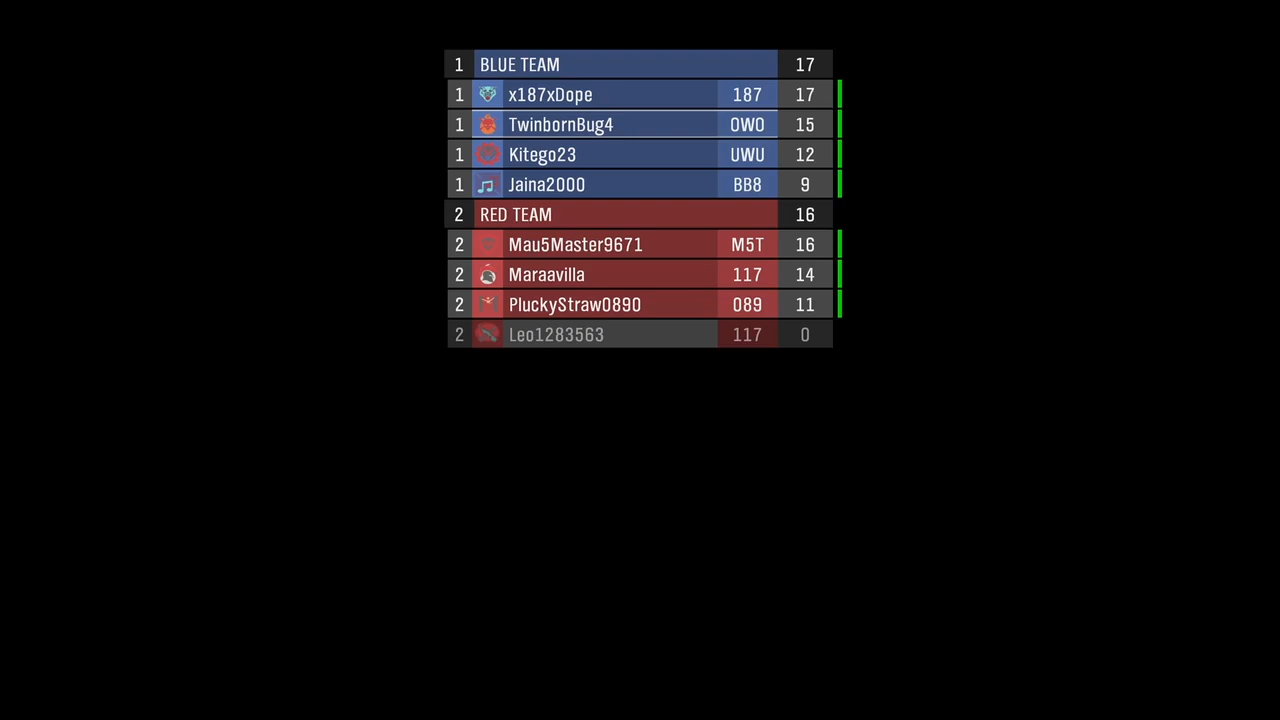 1 BLUE TEAM 17
1 x187xDope 187 17
1 TwinbornBug4 OWO 15
1 Kitego23 UWU 12
1 Jaina2000 BB8 9
2 RED TEAM 16
2 Mau5Master9671 M5T 16
2 Maraavilla 117 14
2 PluckyStraw0890 089 11
2 Leo1283563 117 0